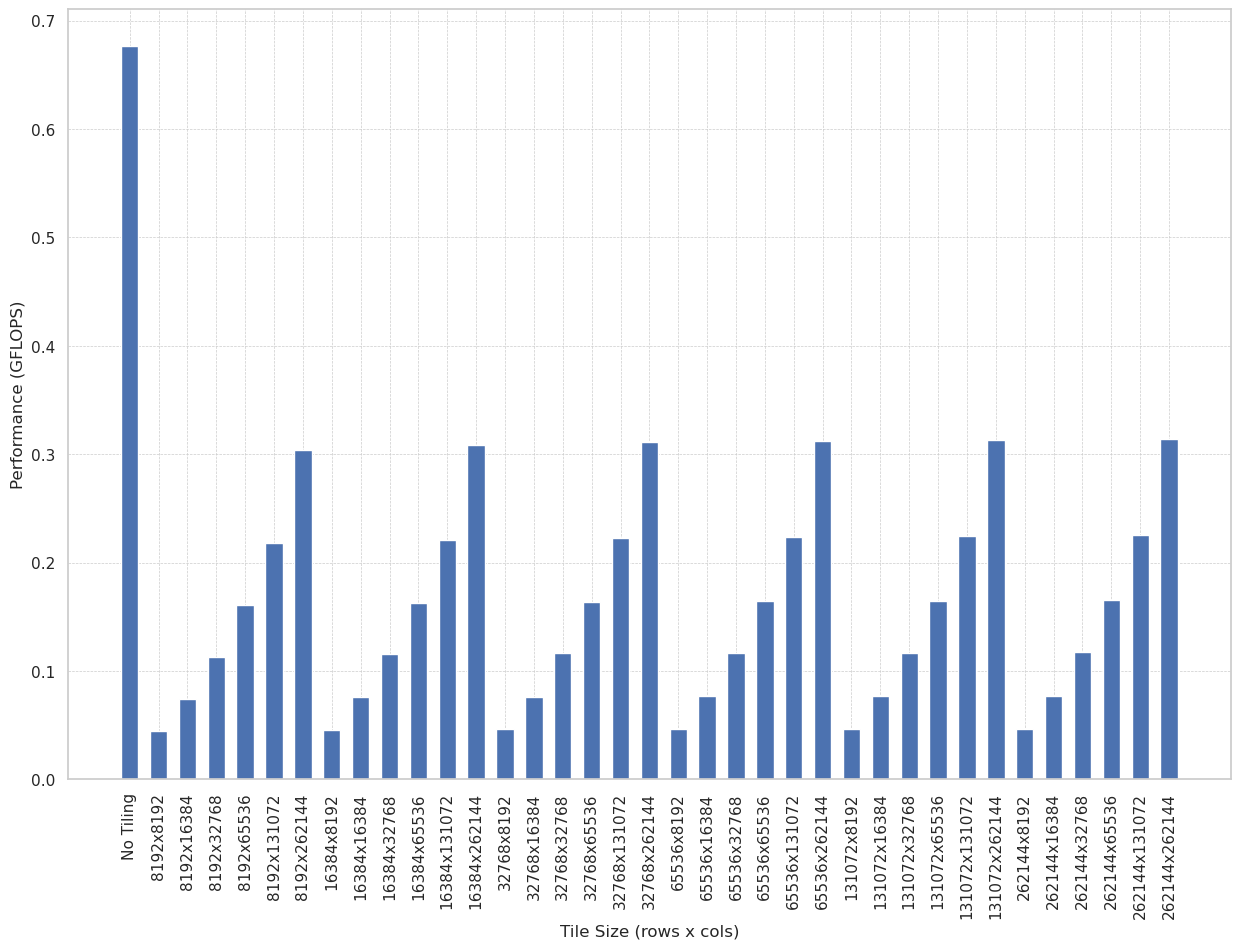 0.7
0.6
0.5
0.4
0.3
0.2
0.1
0.0
Performance (GFLOPS)
No Tiling
8192x8192
8192x16384
8192x32768
8192x65536
8192x131072
8192x262144
16384x8192
16384x16384
16384x32768
16384x65536
16384x131072
16384x262144
32768x8192
32768x16384
32768x32768
32768x65536
32768x131072
32768x262144
65536x8192
65536x16384
65536x32768
65536x65536
65536x131072
65536x262144
131072x8192
131072x16384
131072x32768
131072x65536
131072x131072
131072x262144
262144x8192
262144x16384
262144x32768
262144x65536
262144x131072
262144x262144
Tile Size (rows x cols)